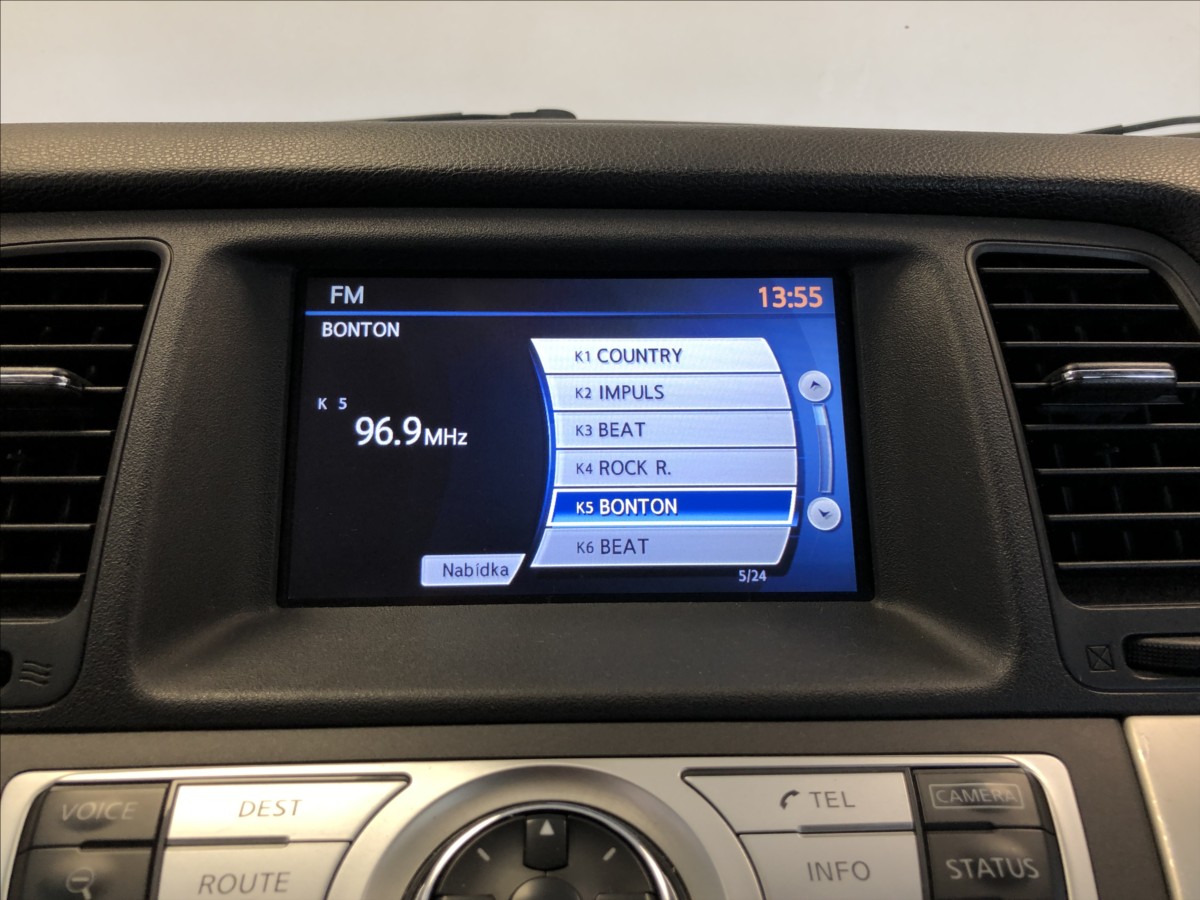 FM 13:55
BONTON
K1 COUNTRY
K2 IMPULS
K 5
K3 BEAT
96.9MHz
K4 ROCK R.
K5 BONTON
K6 BEAT
Nabídka
5/24
VOICE DEST TEL CAMERA
ROUTE INFO STATUS